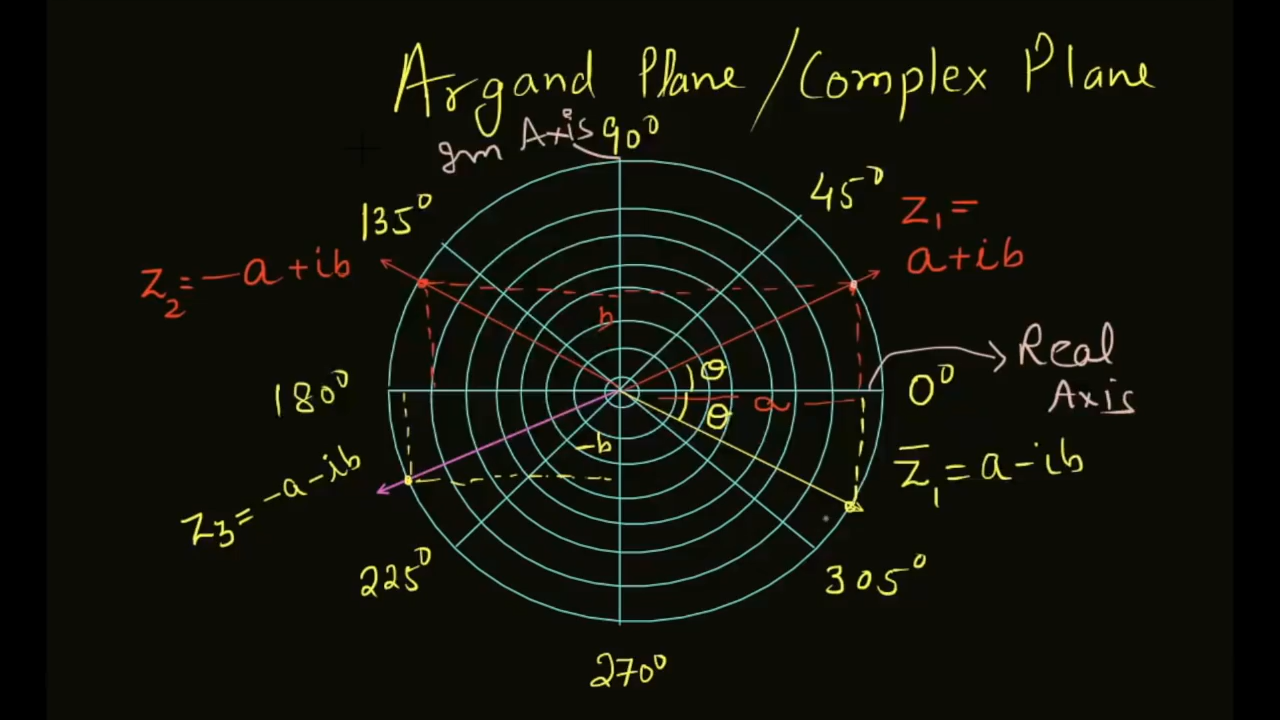 Argand Plane / Complex Plane
Im Axis
90°
135°
45°
Z₁ =
a + ib
Z₂ = -a + ib
b
θ
Real
Axis
180°
0°
a
θ
-b
Z̅₁ = a - ib
Z3 = -a - ib
225°
305°
270°